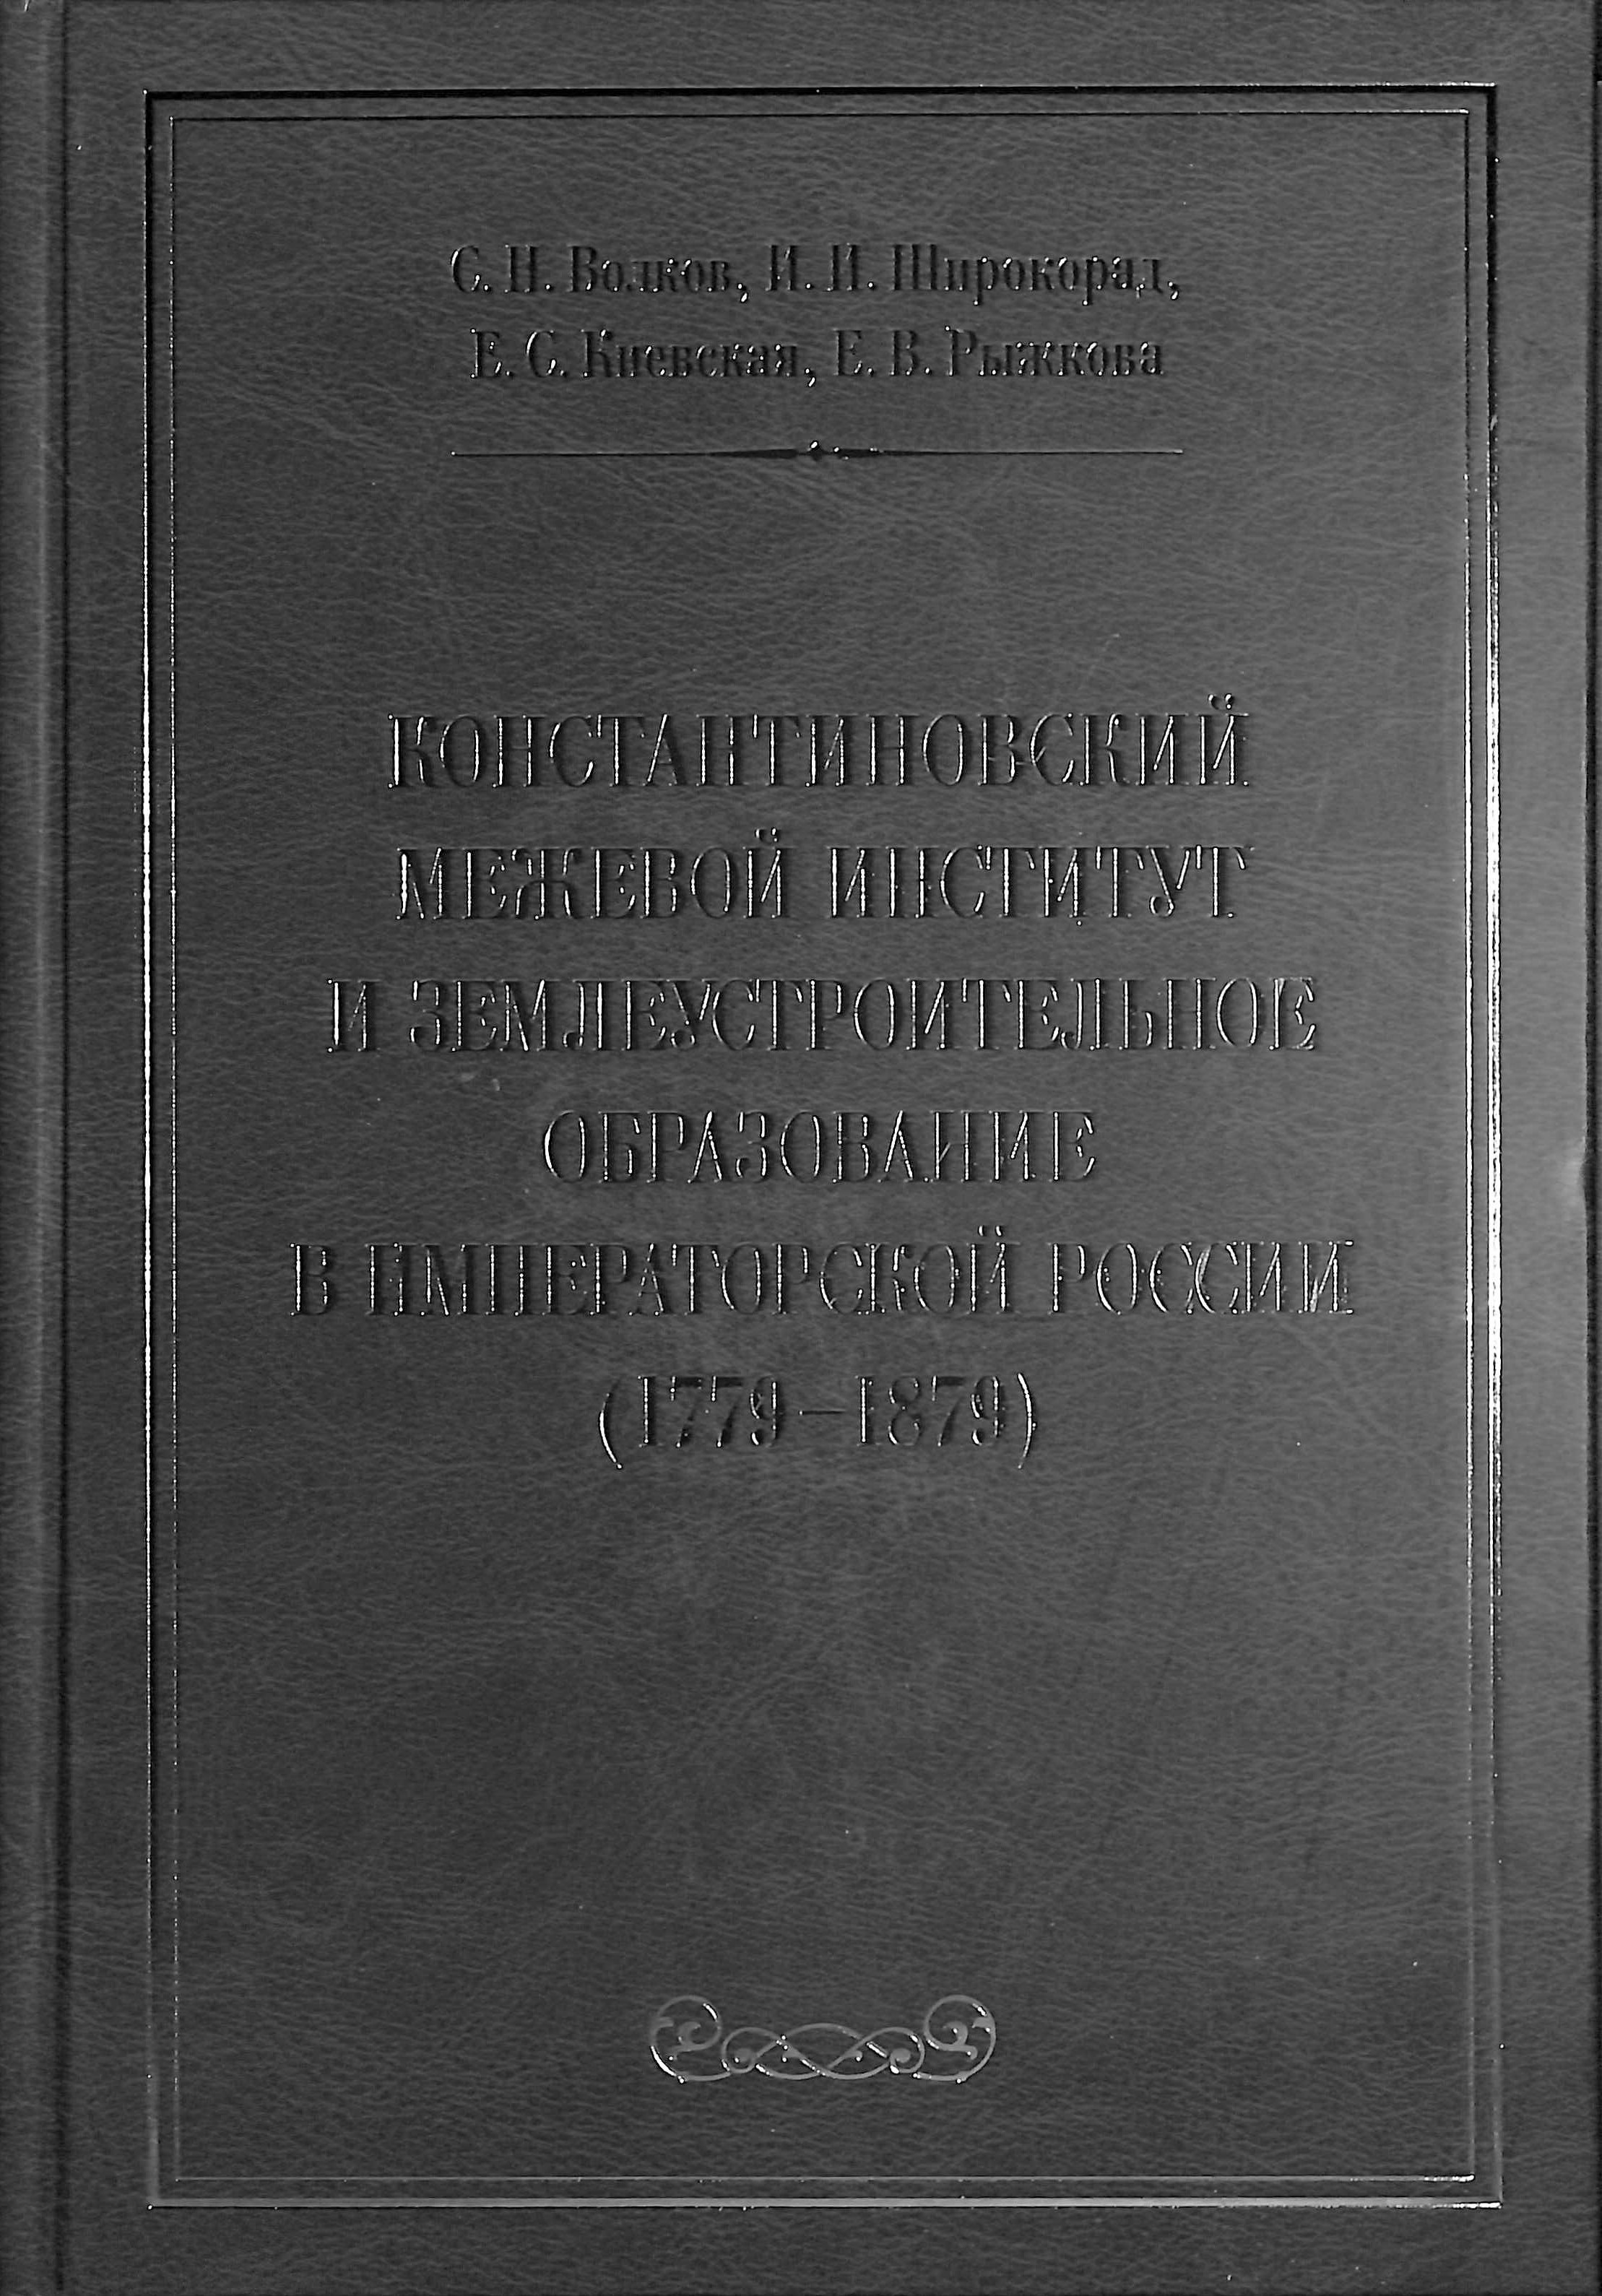 С. Н. Волков, И. И. Широкорад,
Е. С. Киевская, Е. В. Рыжкова
КОНСТАНТИНОВСКИЙ
МЕЖЕВОЙ ИНСТИТУТ
И ЗЕМЛЕУСТРОИТЕЛЬНОЕ
ОБРАЗОВАНИЕ
В ИМПЕРАТОРСКОЙ РОССИИ
(1779–1879)